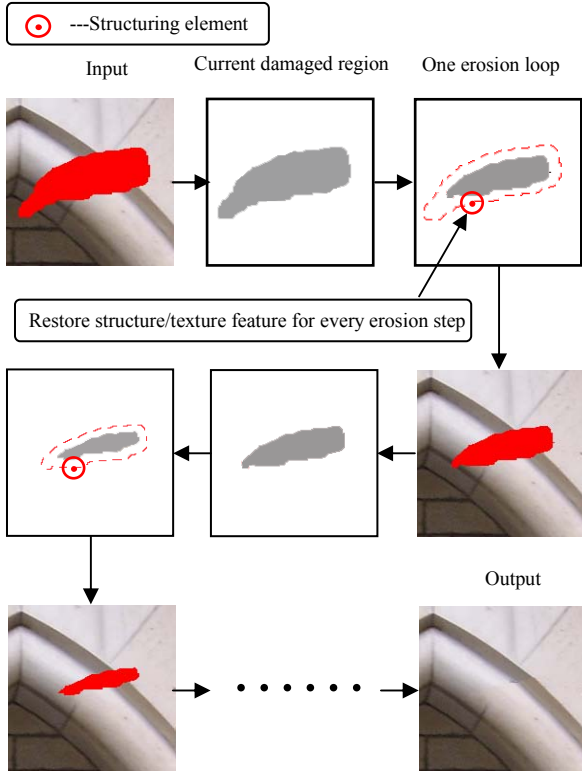 ---Structuring element
Input
Current damaged region
One erosion loop
Restore structure/texture feature for every erosion step
Output